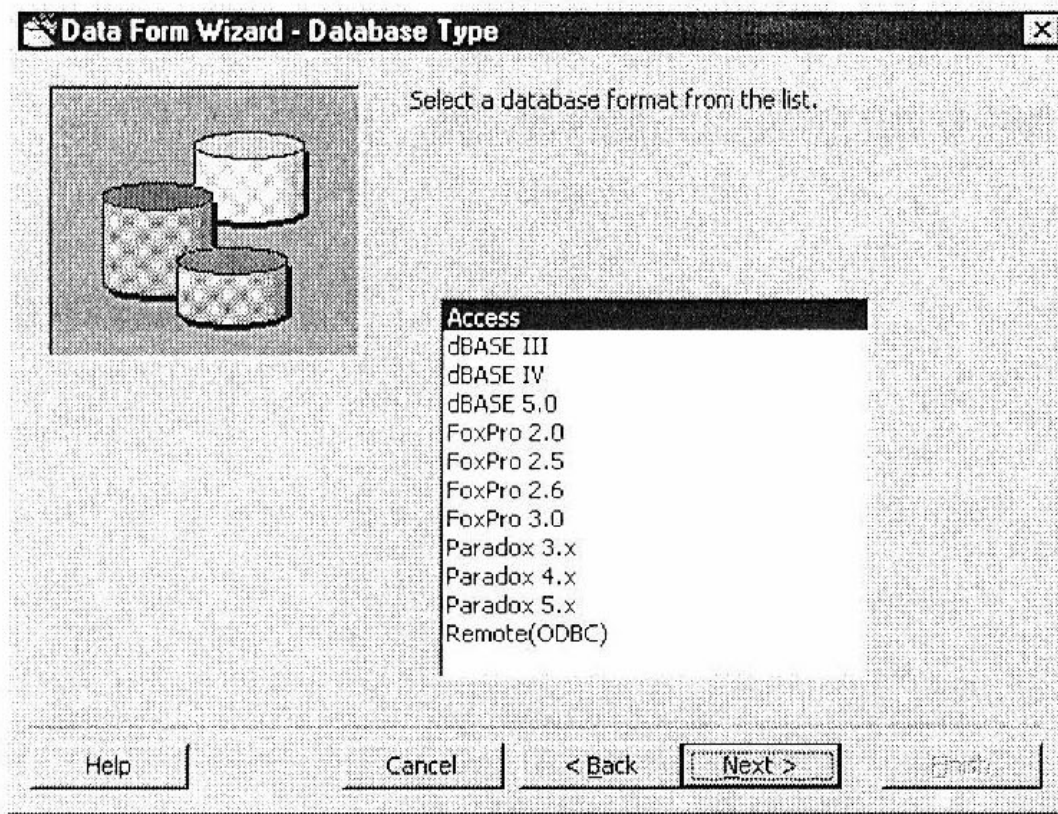 Data Form Wizard - Database Type
Select a database format from the list.
Access
dBASE III
dBASE IV
dBASE 5.0
FoxPro 2.0
FoxPro 2.5
FoxPro 2.6
FoxPro 3.0
Paradox 3.x
Paradox 4.x
Paradox 5.x
Remote(ODBC)
Help Cancel < Back Next > Finish